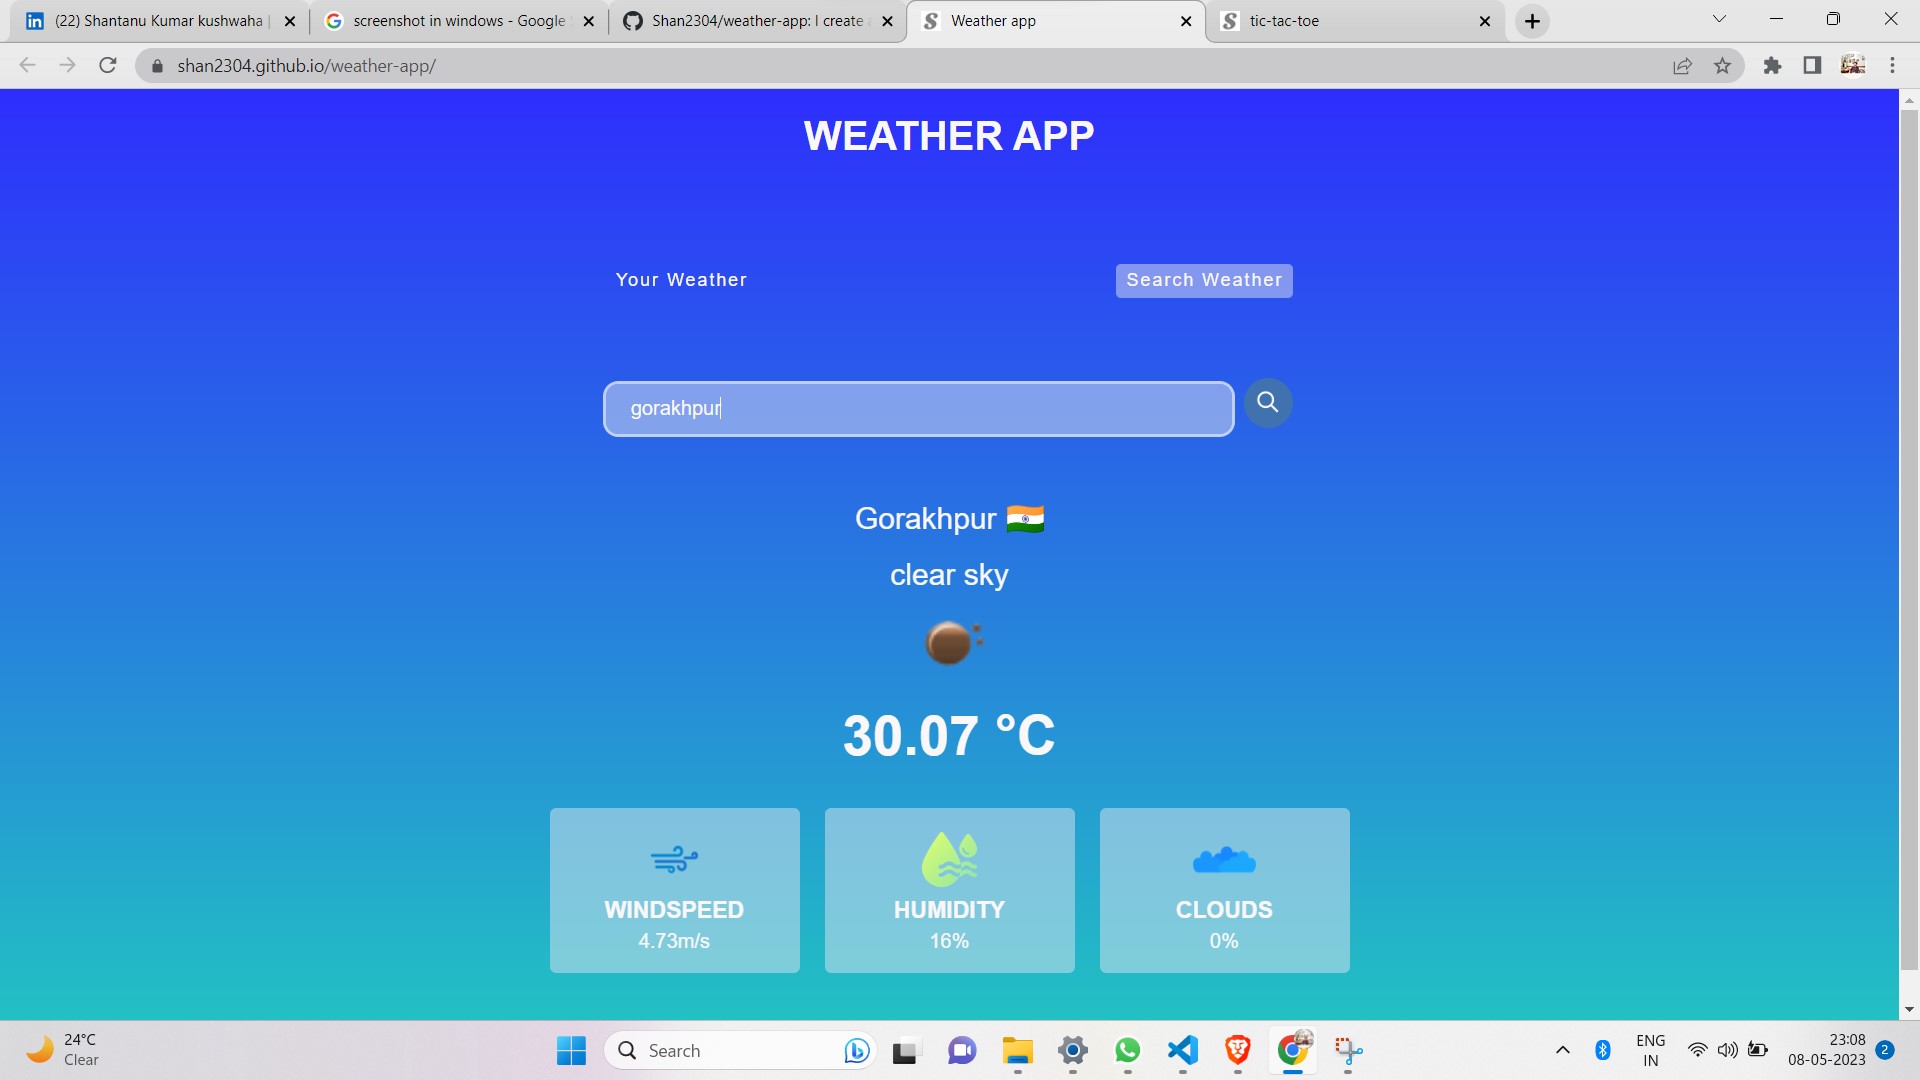 (22) Shantanu Kumar kushwaha |
screenshot in windows - Google
Shan2304/weather-app: I create a
Weather app
tic-tac-toe
shan2304.github.io/weather-app/
WEATHER APP
Your Weather
Search Weather
gorakhpur
Gorakhpur 🇮🇳
clear sky
30.07 °C
WINDSPEED
4.73m/s
HUMIDITY
16%
CLOUDS
0%
24°C
Clear
Search
ENG
IN
23:08
08-05-2023
2